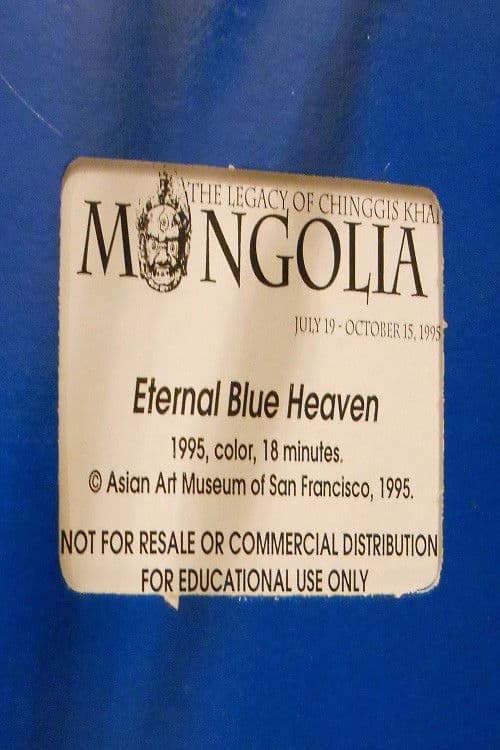 THE LEGACY OF CHINGGIS KHA
MONGOLIA
JULY 19 - OCTOBER 15, 1995
Eternal Blue Heaven
1995, color, 18 minutes.
© Asian Art Museum of San Francisco, 1995.
NOT FOR RESALE OR COMMERCIAL DISTRIBUTION
FOR EDUCATIONAL USE ONLY